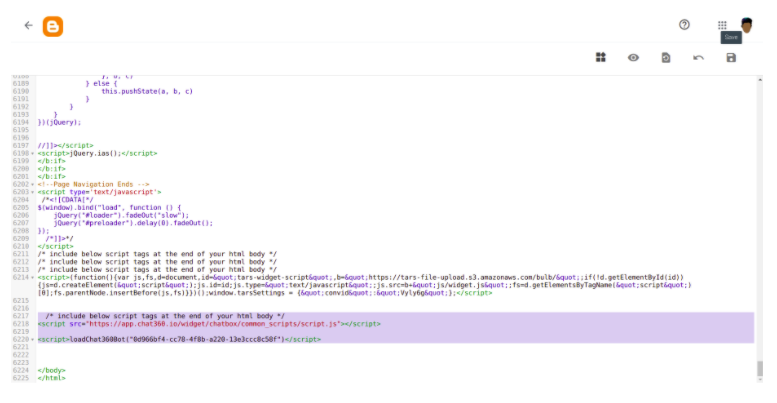 Save
6189 } else {
6190 this.pushState(a, b, c)
6191 }
6192 }
6193 }
6194 })(jQuery);
6195
6196
6197 //]]></script>
6198 <script>jQuery.ias();</script>
6199 </b:if>
6200 </b:if>
6201 </b:if>
6202 <!--Page Navigation Ends -->
6203 <script type='text/javascript'>
6204 /*<![CDATA[*/
6205 $(window).bind("load", function () {
6206 jQuery("#loader").fadeOut("slow");
6207 jQuery("#preloader").delay(0).fadeOut();
6208 });
6209 /*]]>*/
6210 </script>
6211 /* include below script tags at the end of your html body */
6212 /* include below script tags at the end of your html body */
6213 /* include below script tags at the end of your html body */
6214 <script>(function(){var js,fs,d=document,id=&quot;tars-widget-script&quot;,b=&quot;https://tars-file-upload.s3.amazonaws.com/bulb/&quot;;if(!d.getElementById(id))
{js=d.createElement(&quot;script&quot;);js.id=id;js.type=&quot;text/javascript&quot;;js.src=b+&quot;js/widget.js&quot;;fs=d.getElementsByTagName(&quot;script&quot;)
[0];fs.parentNode.insertBefore(js,fs)}})();window.tarsSettings = {&quot;convid&quot;:&quot;Vyly6g&quot;};</script>
6215
6216
6217 /* include below script tags at the end of your html body */
6218 <script src="https://app.chat360.io/widget/chatbox/common_scripts/script.js"></script>
6219
6220 <script>loadChat360Bot("0d966bf4-cc78-4f8b-a220-13e3ccc8c58f")</script>
6221
6222
6223
6224 </body>
6225 </html>